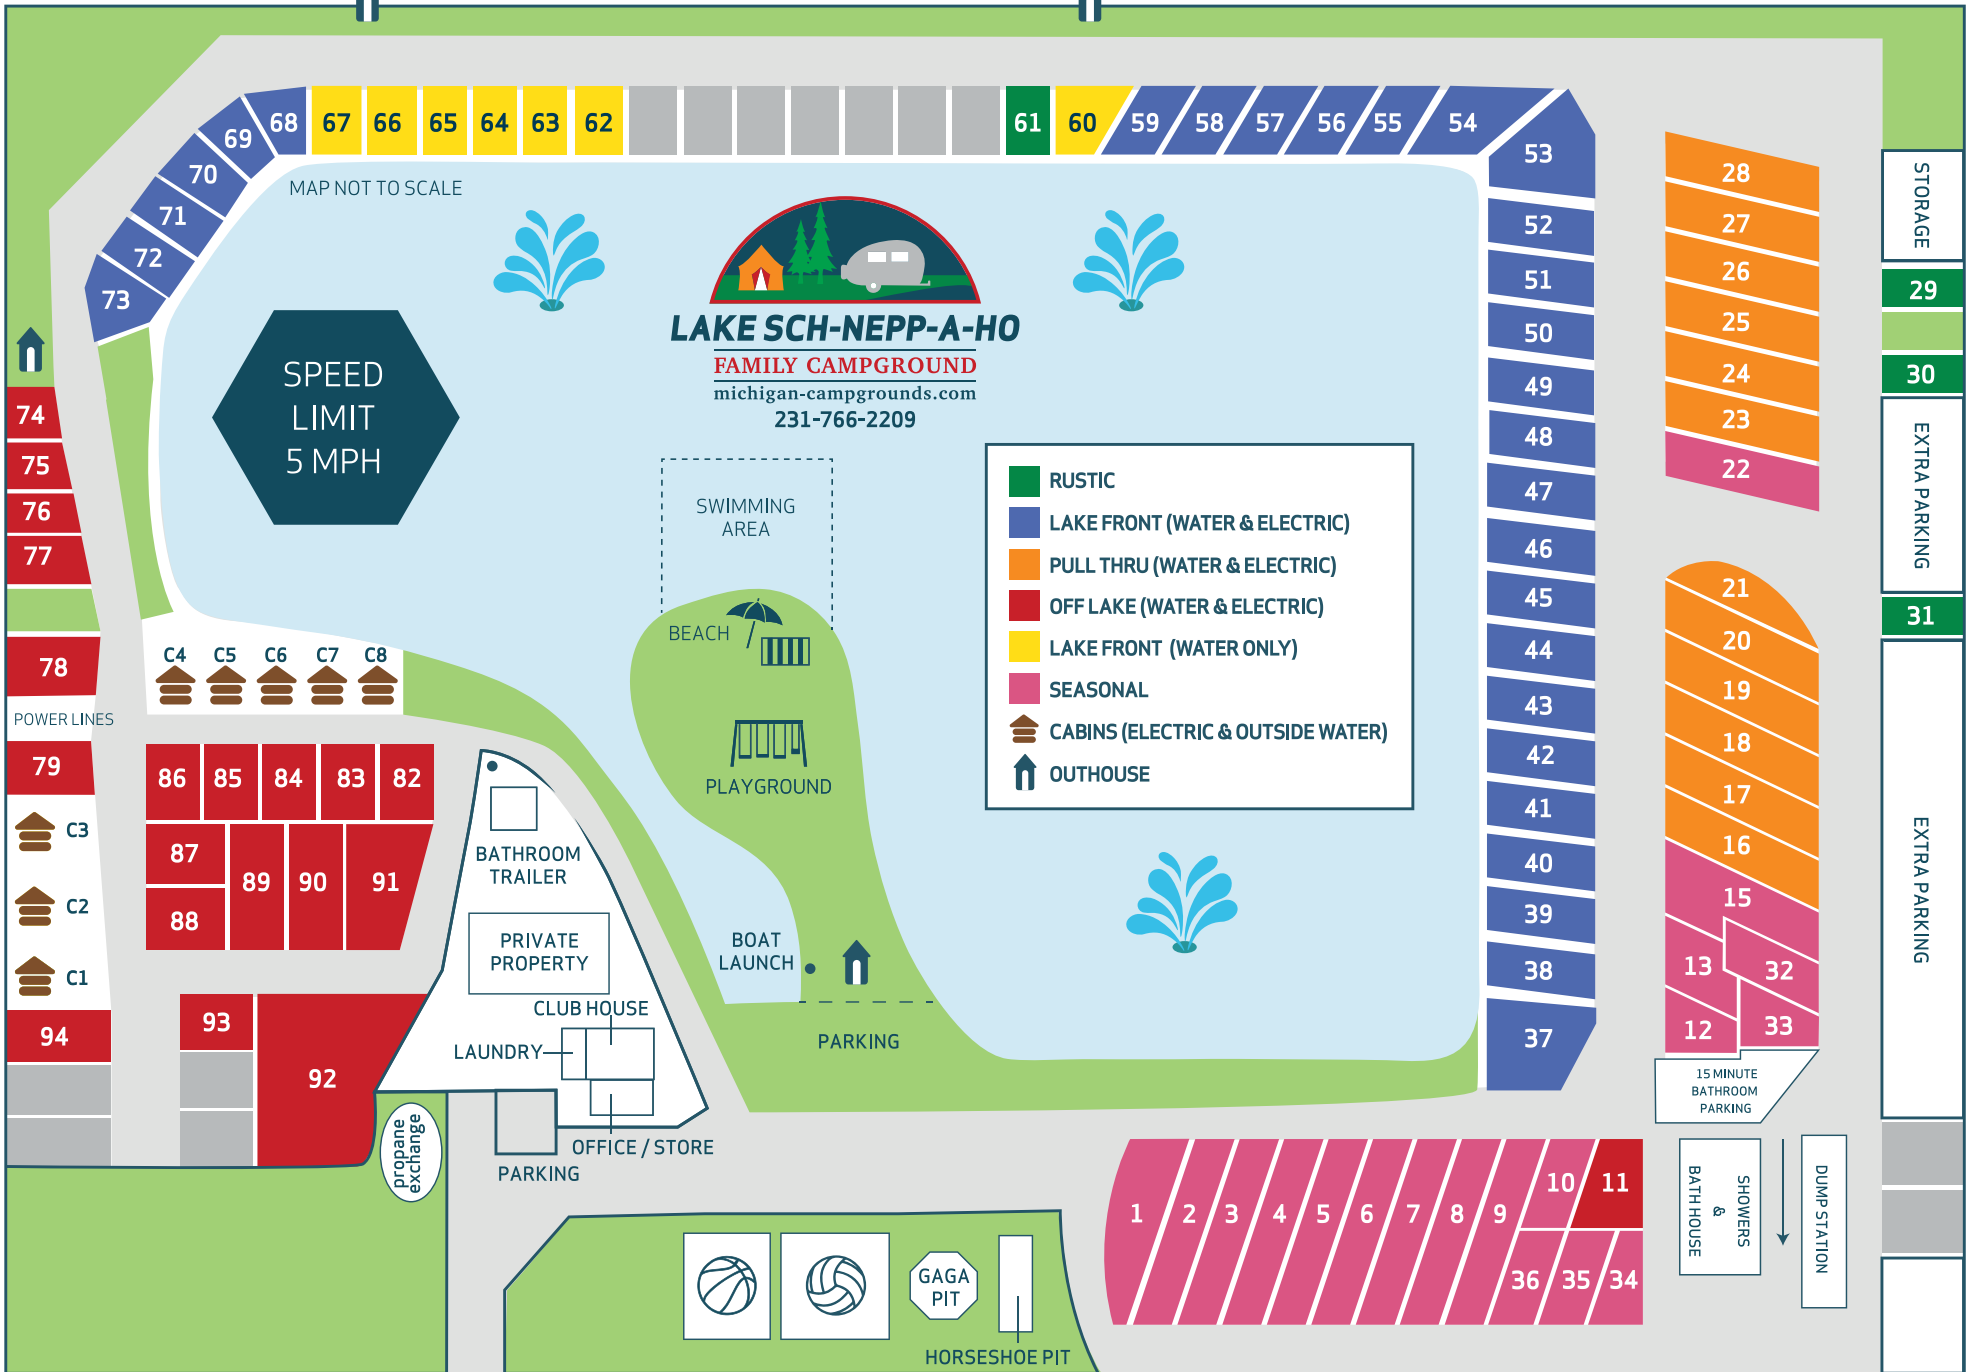 68
67
66
65
64
63
62
61
60
59
58
57
56
55
54
53
69
70
71
72
73
MAP NOT TO SCALE
SPEED
LIMIT
5 MPH
LAKE SCH-NEPP-A-HO
FAMILY CAMPGROUND
michigan-campgrounds.com
231-766-2209
SWIMMING
AREA
BEACH
PLAYGROUND
BOAT
LAUNCH
PARKING
RUSTIC
LAKE FRONT (WATER & ELECTRIC)
PULL THRU (WATER & ELECTRIC)
OFF LAKE (WATER & ELECTRIC)
LAKE FRONT (WATER ONLY)
SEASONAL
CABINS (ELECTRIC & OUTSIDE WATER)
OUTHOUSE
52
51
50
49
48
47
46
45
44
43
42
41
40
39
38
37
28
27
26
25
24
23
22
21
20
19
18
17
16
15
13
32
12
33
15 MINUTE
BATHROOM
PARKING
STORAGE
29
30
EXTRA PARKING
31
EXTRA PARKING
74
75
76
77
78
POWER LINES
79
C3
C2
C1
94
C4
C5
C6
C7
C8
86
85
84
83
82
87
89
90
91
88
93
92
BATHROOM
TRAILER
PRIVATE
PROPERTY
CLUB HOUSE
LAUNDRY
OFFICE / STORE
PARKING
propane
exchange
1
2
3
4
5
6
7
8
9
10
11
36
35
34
SHOWERS
&
BATH HOUSE
DUMP STATION
GAGA
PIT
HORSESHOE PIT